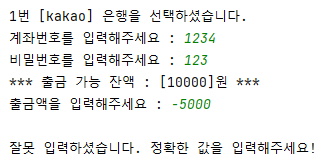 1번 [kakao] 은행을 선택하셨습니다.
계좌번호를 입력해주세요 : 1234
비밀번호를 입력해주세요 : 123
*** 출금 가능 잔액 : [10000]원 ***
출금액을 입력해주세요 : -5000
잘못 입력하셨습니다. 정확한 값을 입력해주세요!